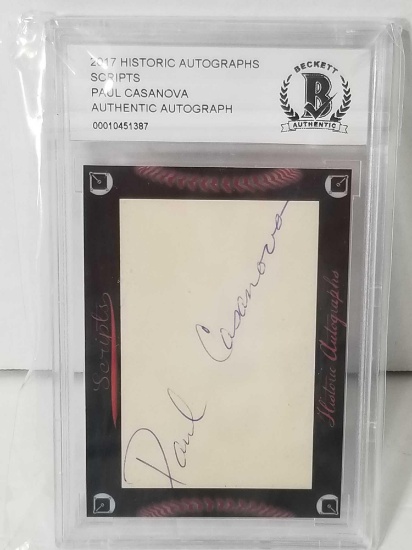 2017 HISTORIC AUTOGRAPHS
SCRIPTS
PAUL CASANOVA
AUTHENTIC AUTOGRAPH
00010451387
BECKETT
B
AUTHENTIC
Scripts
Paul Casanova
Historic Autographs